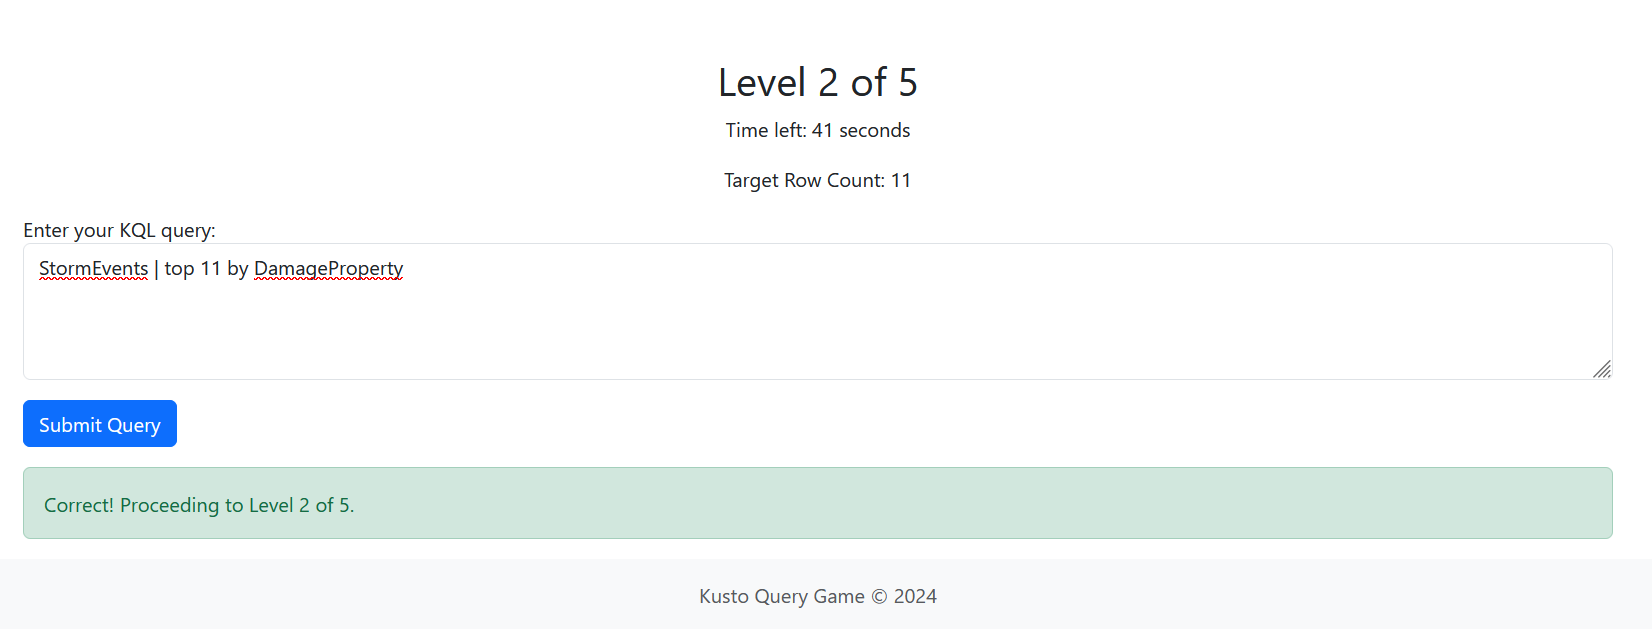 Level 2 of 5
Time left: 41 seconds
Target Row Count: 11
Enter your KQL query:
StormEvents | top 11 by DamageProperty
Submit Query
Correct! Proceeding to Level 2 of 5.
Kusto Query Game © 2024